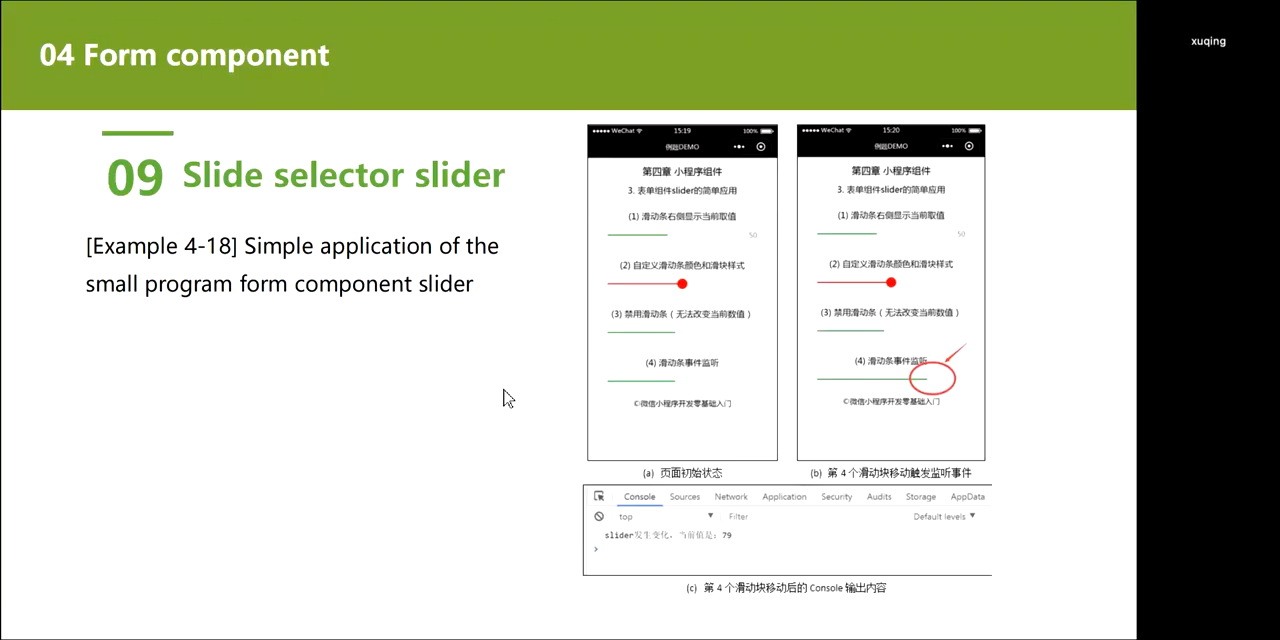 04 Form component
xuqing
09 Slide selector slider
[Example 4-18] Simple application of the
small program form component slider
●●●●● WeChat 15:19 100%
例题DEMO
第四章 小程序组件
3. 表单组件slider的简单应用
(1) 滑动条右侧显示当前取值
50
(2) 自定义滑动条颜色和滑块样式
(3) 禁用滑动条（无法改变当前数值）
(4) 滑动条事件监听
©微信小程序开发零基础入门
(a) 页面初始状态
●●●●● WeChat 15:20 100%
例题DEMO
第四章 小程序组件
3. 表单组件slider的简单应用
(1) 滑动条右侧显示当前取值
50
(2) 自定义滑动条颜色和滑块样式
(3) 禁用滑动条（无法改变当前数值）
(4) 滑动条事件监听
©微信小程序开发零基础入门
(b) 第 4 个滑动块移动触发监听事件
Console Sources Network Application Security Audits Storage AppData
top Filter Default levels
slider发生变化，当前值是：79
(c) 第 4 个滑动块移动后的 Console 输出内容